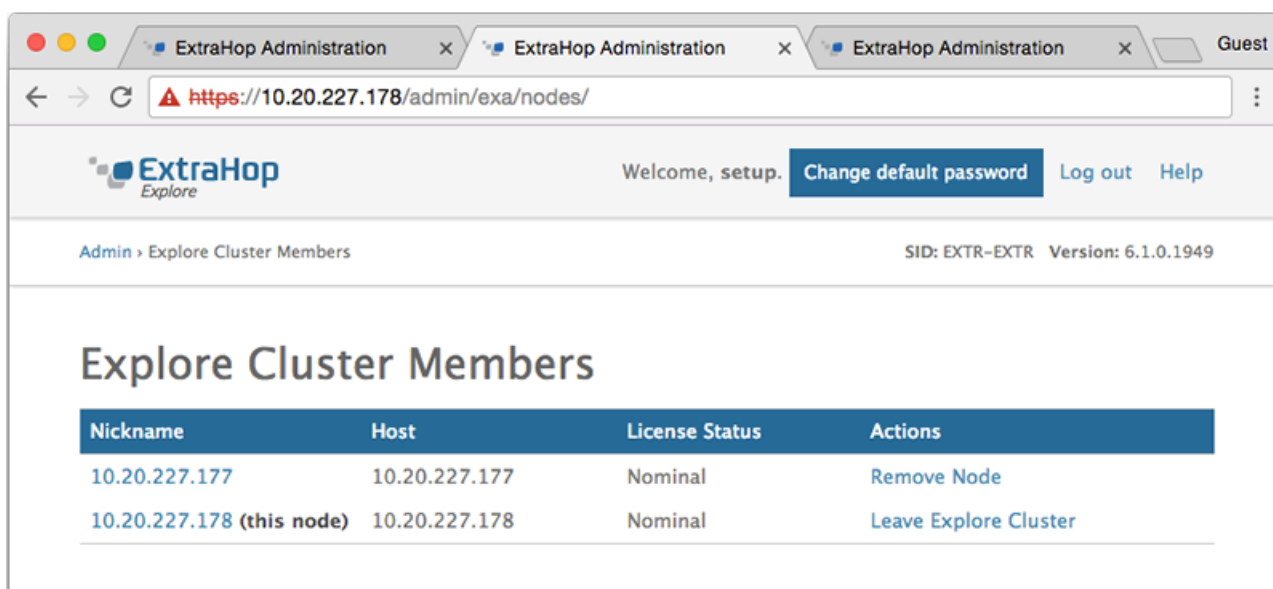 ExtraHop Administration ExtraHop Administration ExtraHop Administration Guest
https://10.20.227.178/admin/exa/nodes/
ExtraHop
Explore
Welcome, setup. Change default password Log out Help
Admin › Explore Cluster Members SID: EXTR-EXTR Version: 6.1.0.1949
Explore Cluster Members
Nickname Host License Status Actions
10.20.227.177 10.20.227.177 Nominal Remove Node
10.20.227.178 (this node) 10.20.227.178 Nominal Leave Explore Cluster